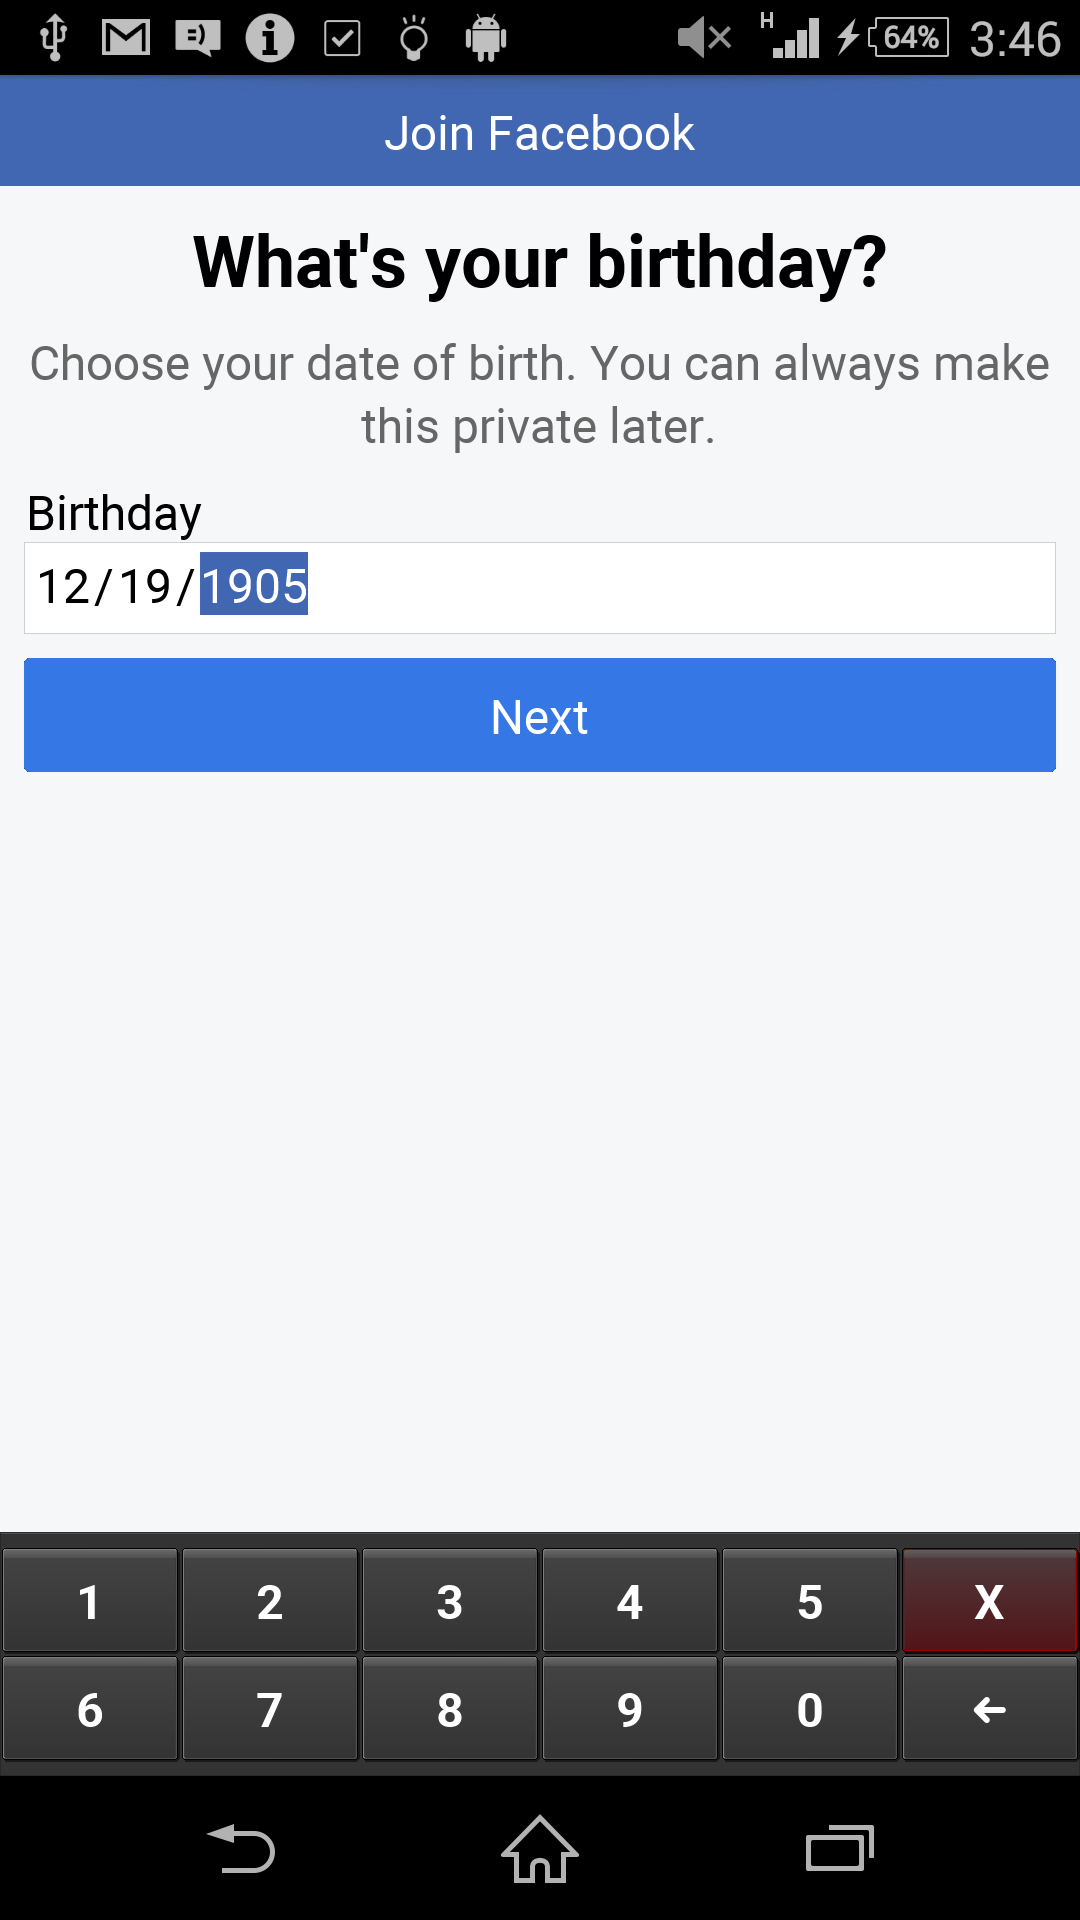 H 64% 3:46
Join Facebook
What's your birthday?
Choose your date of birth. You can always make
this private later.
Birthday
12/19/1905
Next
1 2 3 4 5 X
6 7 8 9 0 ←